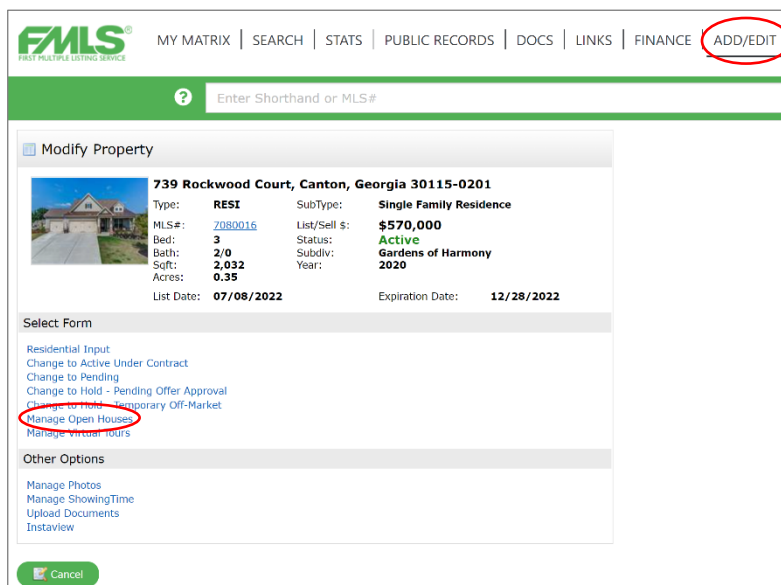 FMLS®
FIRST MULTIPLE LISTING SERVICE
MY MATRIX | SEARCH | STATS | PUBLIC RECORDS | DOCS | LINKS | FINANCE | ADD/EDIT
? Enter Shorthand or MLS#
Modify Property
739 Rockwood Court, Canton, Georgia 30115-0201
Type: RESI SubType: Single Family Residence
MLS#: 7080016 List/Sell $: $570,000
Bed: 3 Status: Active
Bath: 2/0 Subdiv: Gardens of Harmony
Sqft: 2,032 Year: 2020
Acres: 0.35
List Date: 07/08/2022 Expiration Date: 12/28/2022
Select Form
Residential Input
Change to Active Under Contract
Change to Pending
Change to Hold - Pending Offer Approval
Change to Hold - Temporary Off-Market
Manage Open Houses
Manage Virtual Tours
Other Options
Manage Photos
Manage ShowingTime
Upload Documents
Instaview
Cancel